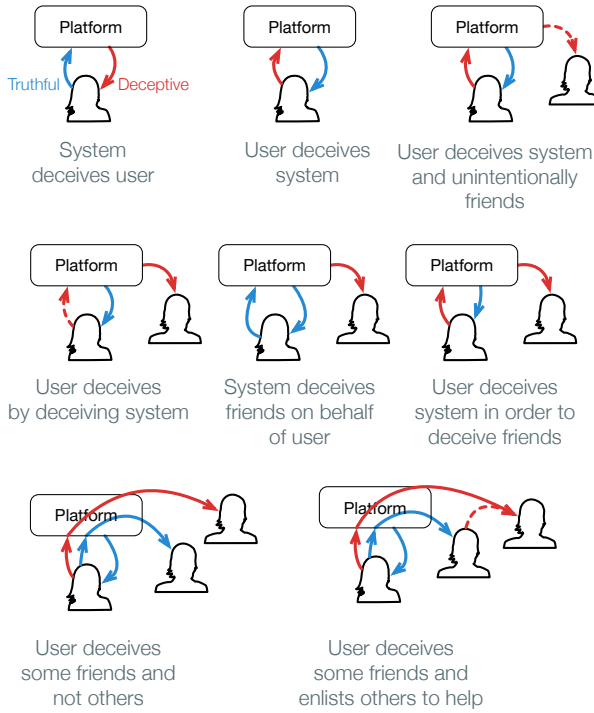 Platform
Platform
Platform
Truthful
Deceptive
System
deceives user
User deceives
system
User deceives system
and unintentionally
friends
Platform
Platform
Platform
User deceives
by deceiving system
System deceives
friends on behalf
of user
User deceives
system in order to
deceive friends
Platform
Platform
User deceives
some friends and
not others
User deceives
some friends and
enlists others to help